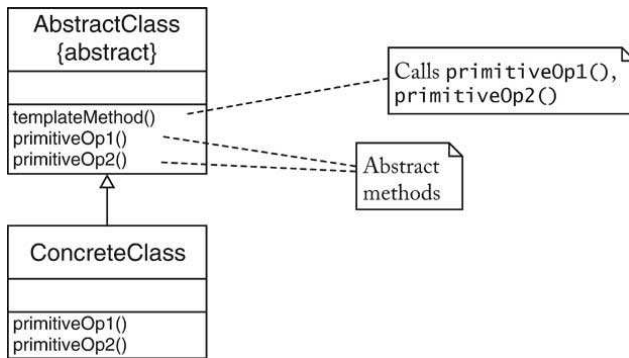 AbstractClass
{abstract}
templateMethod()
primitiveOp1()
primitiveOp2()
Calls primitiveOp1(),
primitiveOp2()
Abstract
methods
ConcreteClass
primitiveOp1()
primitiveOp2()